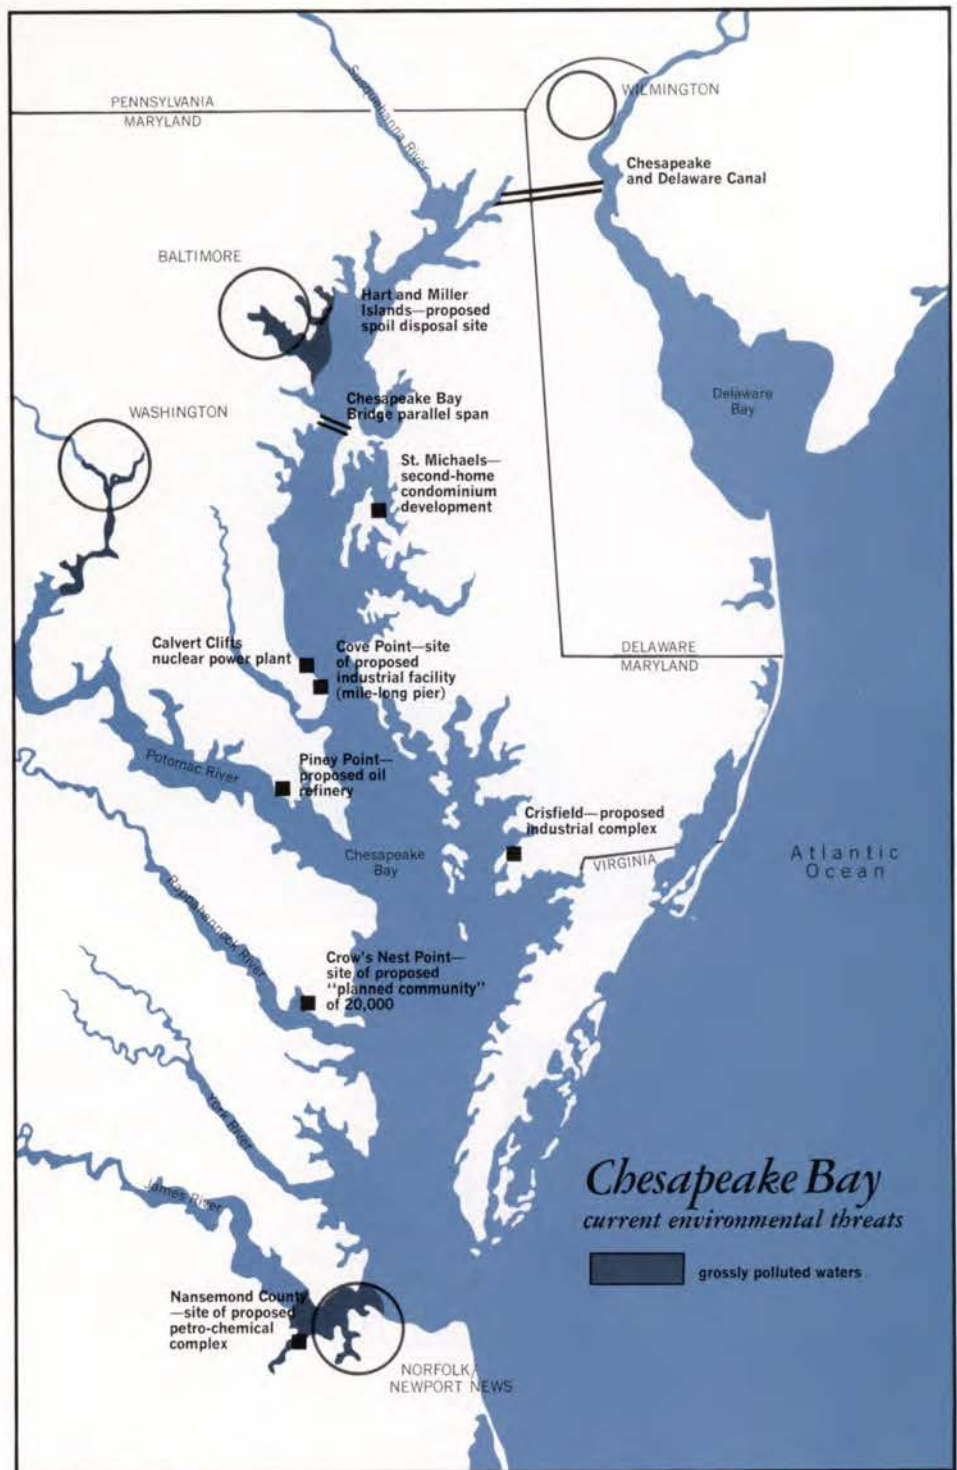 Susquehanna River
PENNSYLVANIA
MARYLAND
WILMINGTON
Chesapeake
and Delaware Canal
BALTIMORE
Hart and Miller
Islands—proposed
spoil disposal site
Delaware
Bay
Chesapeake Bay
Bridge parallel span
WASHINGTON
St. Michaels—
second-home
condominium
development
Calvert Clifts
nuclear power plant
Cove Point—site
of proposed
industrial facility
(mile-long pier)
DELAWARE
MARYLAND
Potomac River
Piney Point—
proposed oil
refinery
Crisfield—proposed
industrial complex
VIRGINIA
Chesapeake
Bay
Atlantic
Ocean
Rappahannock River
Crow's Nest Point—
site of proposed
"planned community"
of 20,000
York River
James River
Chesapeake Bay
current environmental threats
grossly polluted waters
Nansemond County
—site of proposed
petro-chemical
complex
NORFOLK/
NEWPORT NEWS